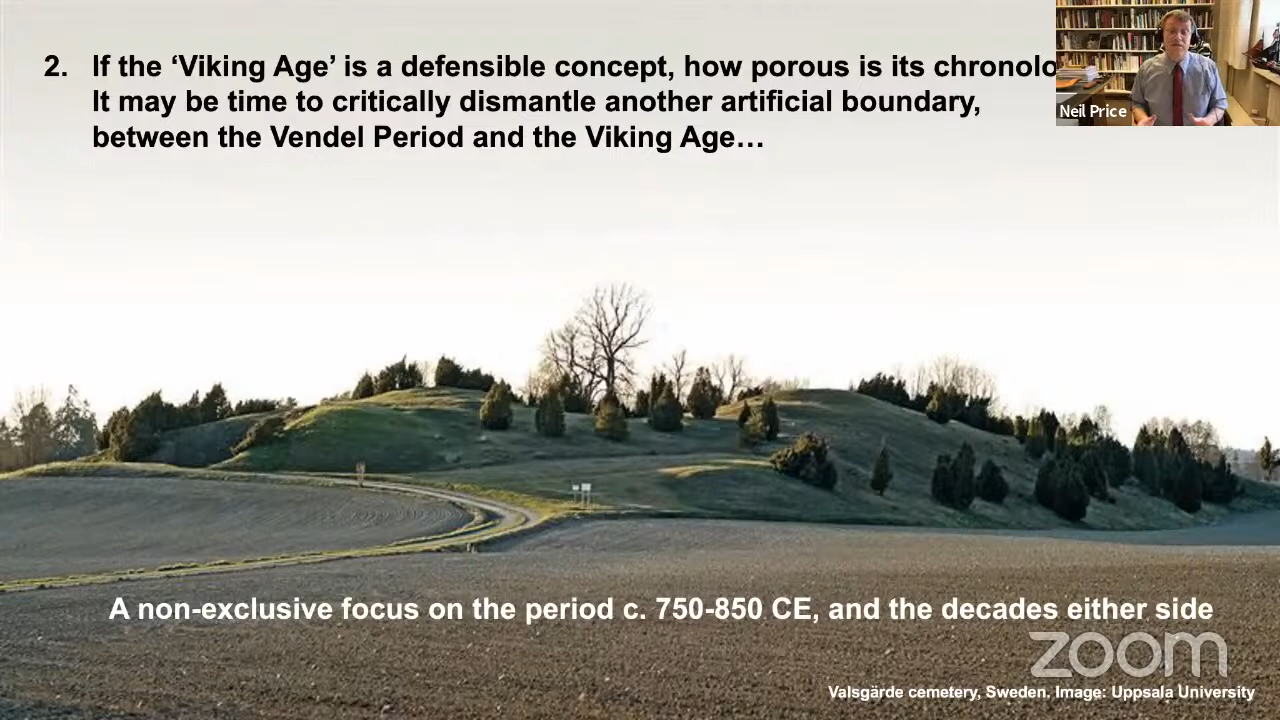 2. If the ‘Viking Age’ is a defensible concept, how porous is its
It may be time to critically dismantle another artificial boundary,
between the Vendel Period and the Viking Age…
Neil Price
A non-exclusive focus on the period c. 750-850 CE, and the decades either side
zoom
Valsgärde cemetery, Sweden. Image: Uppsala University